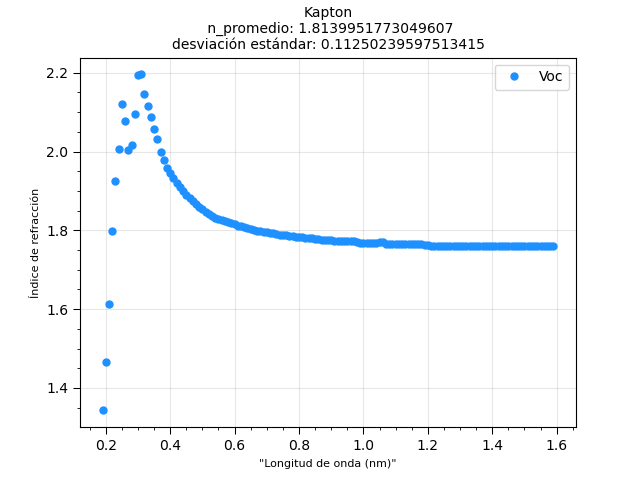 Kapton
n_promedio: 1.8139951773049607
desviación estándar: 0.11250239597513415
Voc
Índice de refracción
2.2
2.0
1.8
1.6
1.4
0.2 0.4 0.6 0.8 1.0 1.2 1.4 1.6
"Longitud de onda (nm)"